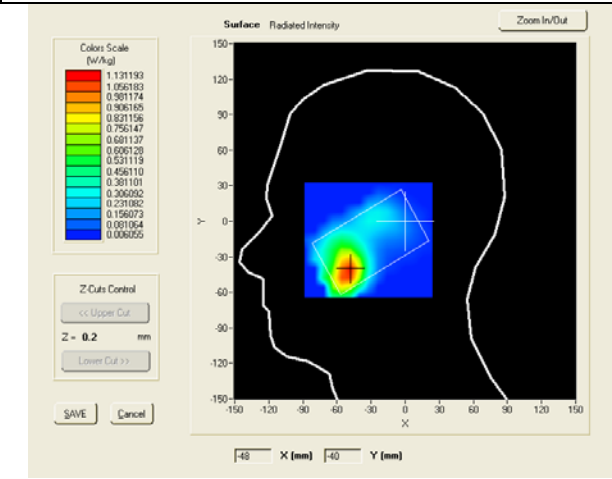 Surface Radiated Intensity
Zoom In/Out
Colors Scale
(W/kg)
1.131193
1.056183
0.981174
0.906165
0.831156
0.756147
0.681137
0.606128
0.531119
0.456110
0.381101
0.306092
0.231082
0.156073
0.081064
0.006055
150
120
90
60
30
0
-30
-60
-90
-120
-150
Y
-150 -120 -90 -60 -30 0 30 60 90 120 150
X
Z-Cuts Control
<< Upper Cut
Z = 0.2 mm
Lower Cut >>
SAVE Cancel
-48 X (mm) -40 Y (mm)